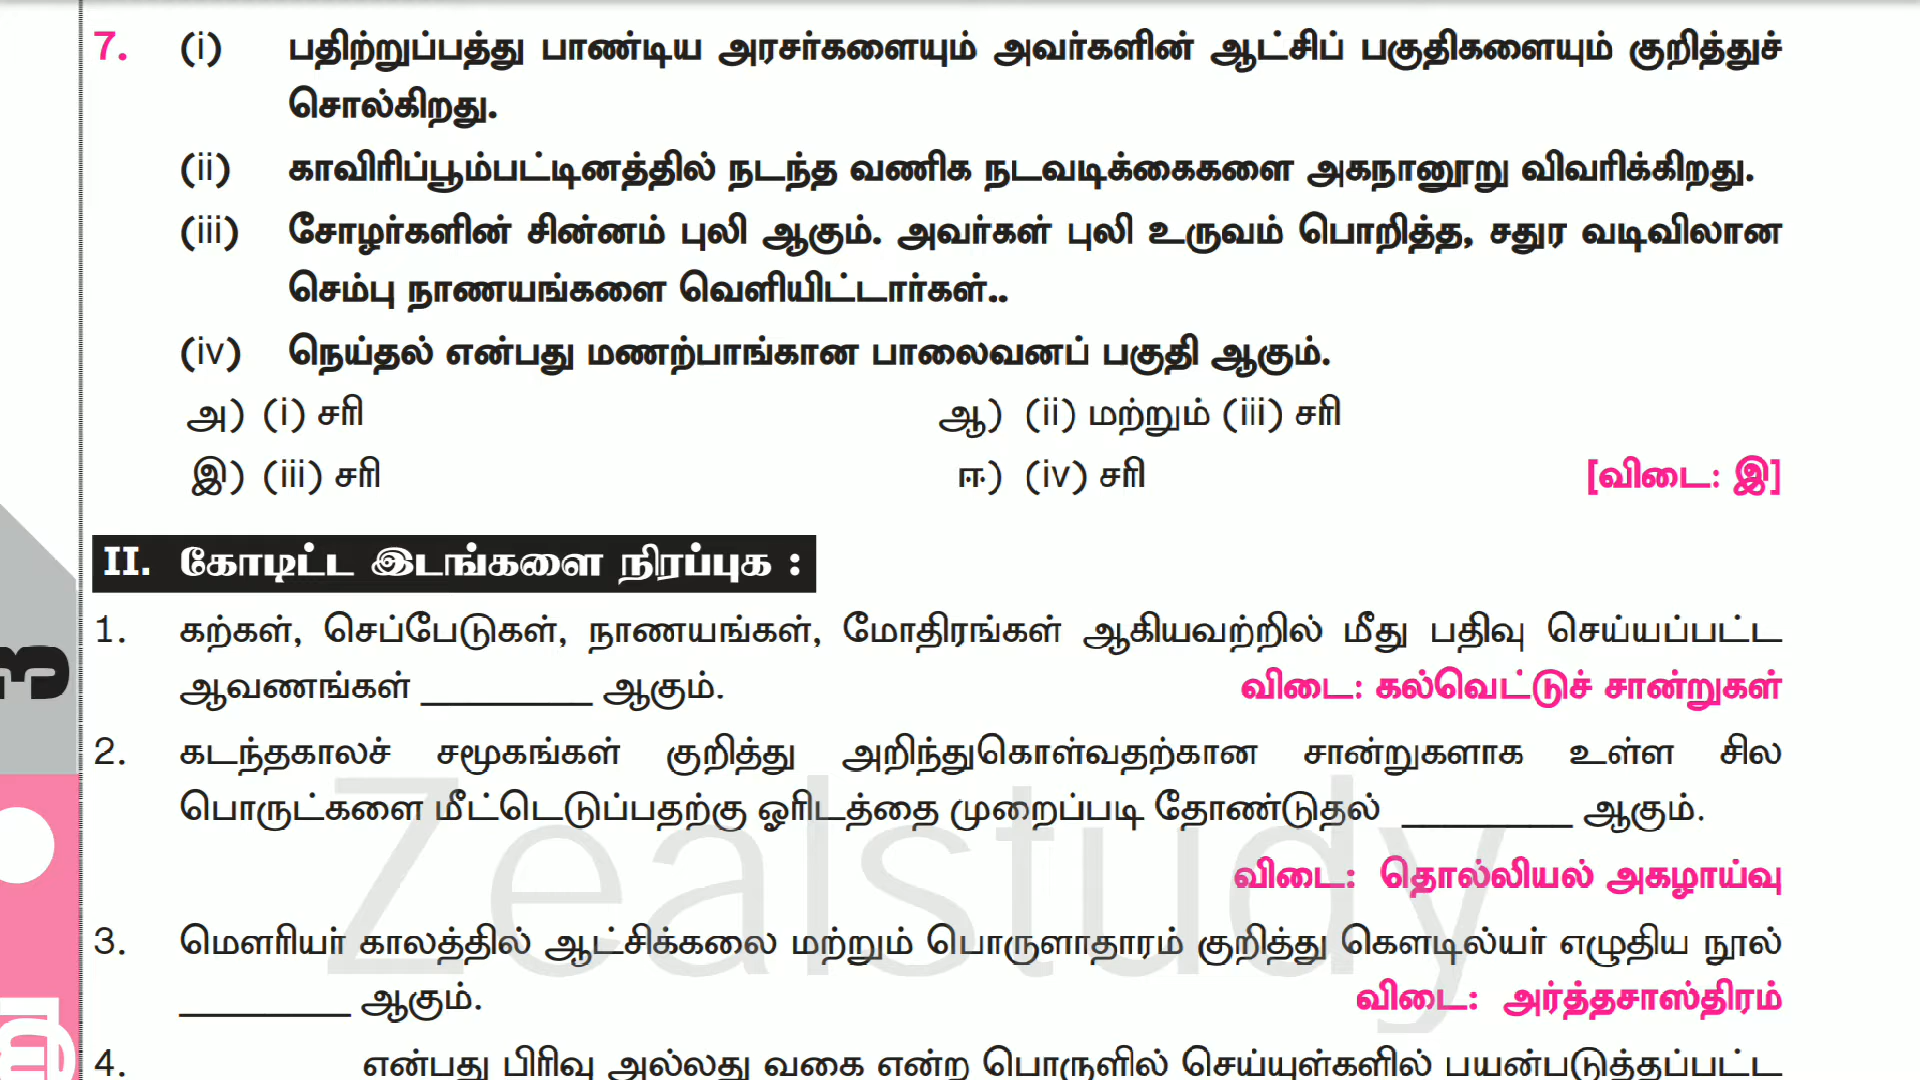 7. (i) பதிற்றுப்பத்து பாண்டிய அரசர்களையும் அவர்களின் ஆட்சிப் பகுதிகளையும் குறித்துச்
சொல்கிறது.
(ii) காவிரிப்பூம்பட்டினத்தில் நடந்த வணிக நடவடிக்கைகளை அகநானூறு விவரிக்கிறது.
(iii) சோழர்களின் சின்னம் புலி ஆகும். அவர்கள் புலி உருவம் பொறித்த, சதுர வடிவிலான
செம்பு நாணயங்களை வெளியிட்டார்கள்..
(iv) நெய்தல் என்பது மணற்பாங்கான பாலைவனப் பகுதி ஆகும்.
அ) (i) சரி ஆ) (ii) மற்றும் (iii) சரி
இ) (iii) சரி ஈ) (iv) சரி [விடை: இ]
II. கோடிட்ட இடங்களை நிரப்புக :
1. கற்கள், செப்பேடுகள், நாணயங்கள், மோதிரங்கள் ஆகியவற்றில் மீது பதிவு செய்யப்பட்ட
ஆவணங்கள் ________ ஆகும். விடை: கல்வெட்டுச் சான்றுகள்
2. கடந்தகாலச் சமூகங்கள் குறித்து அறிந்துகொள்வதற்கான சான்றுகளாக உள்ள சில
பொருட்களை மீட்டெடுப்பதற்கு ஓரிடத்தை முறைப்படி தோண்டுதல் ________ ஆகும்.
விடை: தொல்லியல் அகழாய்வு
3. மௌரியர் காலத்தில் ஆட்சிக்கலை மற்றும் பொருளாதாரம் குறித்து கௌடில்யர் எழுதிய நூல்
________ ஆகும். விடை: அர்த்தசாஸ்திரம்
4. என்பது பிரிவு அல்லது வகை என்ற பொருளில் செய்யுள்களில் பயன்படுத்தப்பட்ட
3
Zealstudy